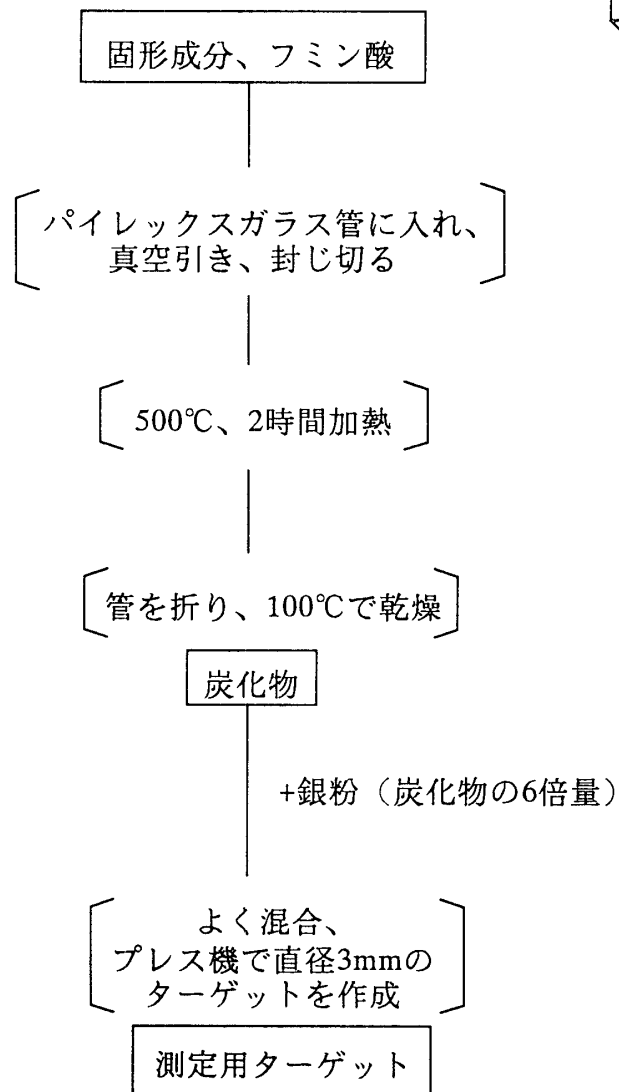 固形成分、フミン酸
パイレックスガラス管に入れ、
真空引き、封じ切る
500℃、2時間加熱
管を折り、100℃で乾燥
炭化物
+銀粉（炭化物の6倍量）
よく混合、
プレス機で直径3mmの
ターゲットを作成
測定用ターゲット